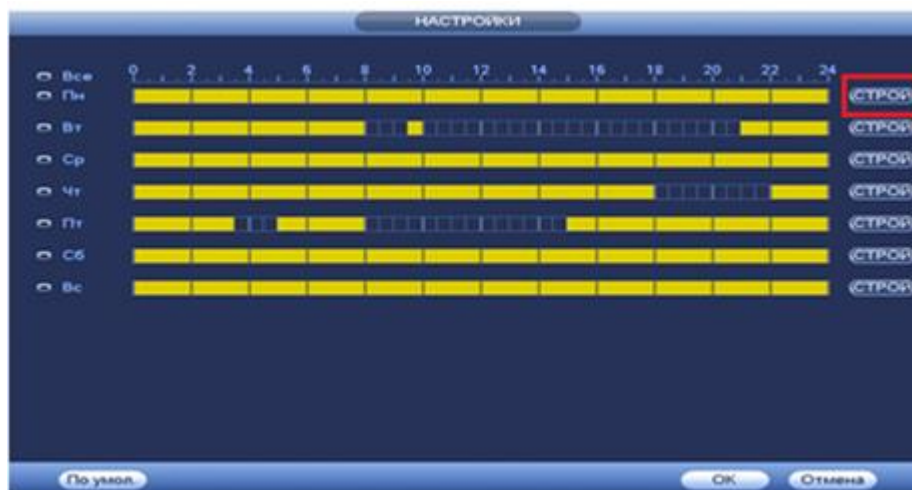 НАСТРОЙКИ
0 2 4 6 8 10 12 14 16 18 20 22 24
Все
Пн СТРОЙ
Вт СТРОЙ
Ср СТРОЙ
Чт СТРОЙ
Пт СТРОЙ
Сб СТРОЙ
Вс СТРОЙ
По умол. ОК Отмена